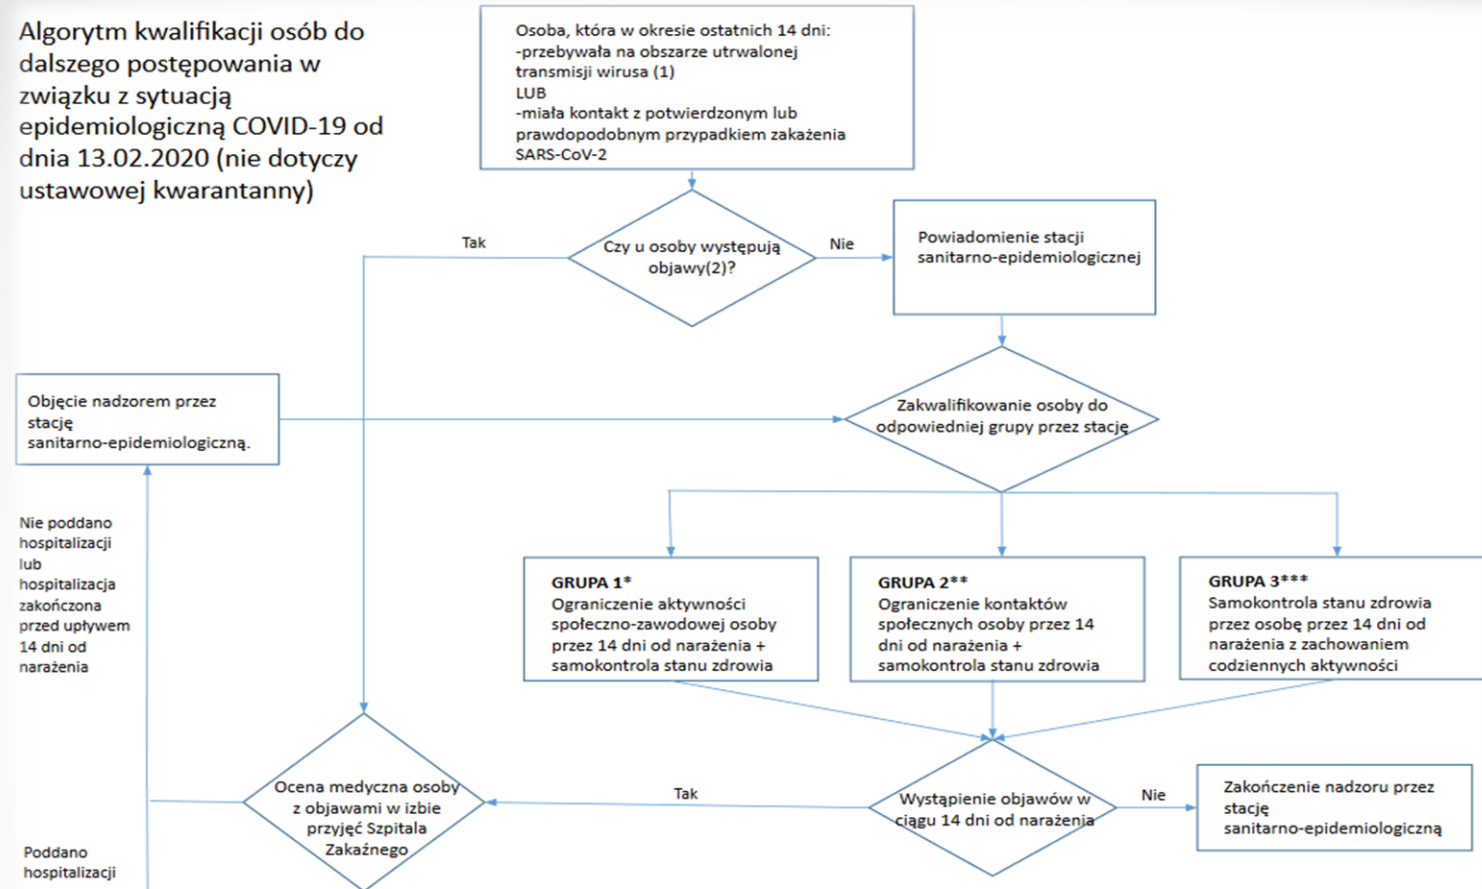 Algorytm kwalifikacji osób do
dalszego postępowania w
związku z sytuacją
epidemiologiczną COVID-19 od
dnia 13.02.2020 (nie dotyczy
ustawowej kwarantanny)
Osoba, która w okresie ostatnich 14 dni:
-przebywała na obszarze utrwalonej
transmisji wirusa (1)
LUB
-miała kontakt z potwierdzonym lub
prawdopodobnym przypadkiem zakażenia
SARS-CoV-2
Tak
Czy u osoby występują
objawy(2)?
Nie
Powiadomienie stacji
sanitarno-epidemiologicznej
Objęcie nadzorem przez
stację
sanitarno-epidemiologiczną.
Zakwalifikowanie osoby do
odpowiedniej grupy przez stację
Nie poddano
hospitalizacji
lub
hospitalizacja
zakończona
przed upływem
14 dni od
narażenia
GRUPA 1*
Ograniczenie aktywności
społeczno-zawodowej osoby
przez 14 dni od narażenia +
samokontrola stanu zdrowia
GRUPA 2**
Ograniczenie kontaktów
społecznych osoby przez 14
dni od narażenia +
samokontrola stanu zdrowia
GRUPA 3***
Samokontrola stanu zdrowia
przez osobę przez 14 dni od
narażenia z zachowaniem
codziennych aktywności
Ocena medyczna osoby
z objawami w izbie
przyjęć Szpitala
Zakaźnego
Tak
Wystąpienie objawów w
ciągu 14 dni od narażenia
Nie
Zakończenie nadzoru przez
stację
sanitarno-epidemiologiczną
Poddano
hospitalizacji